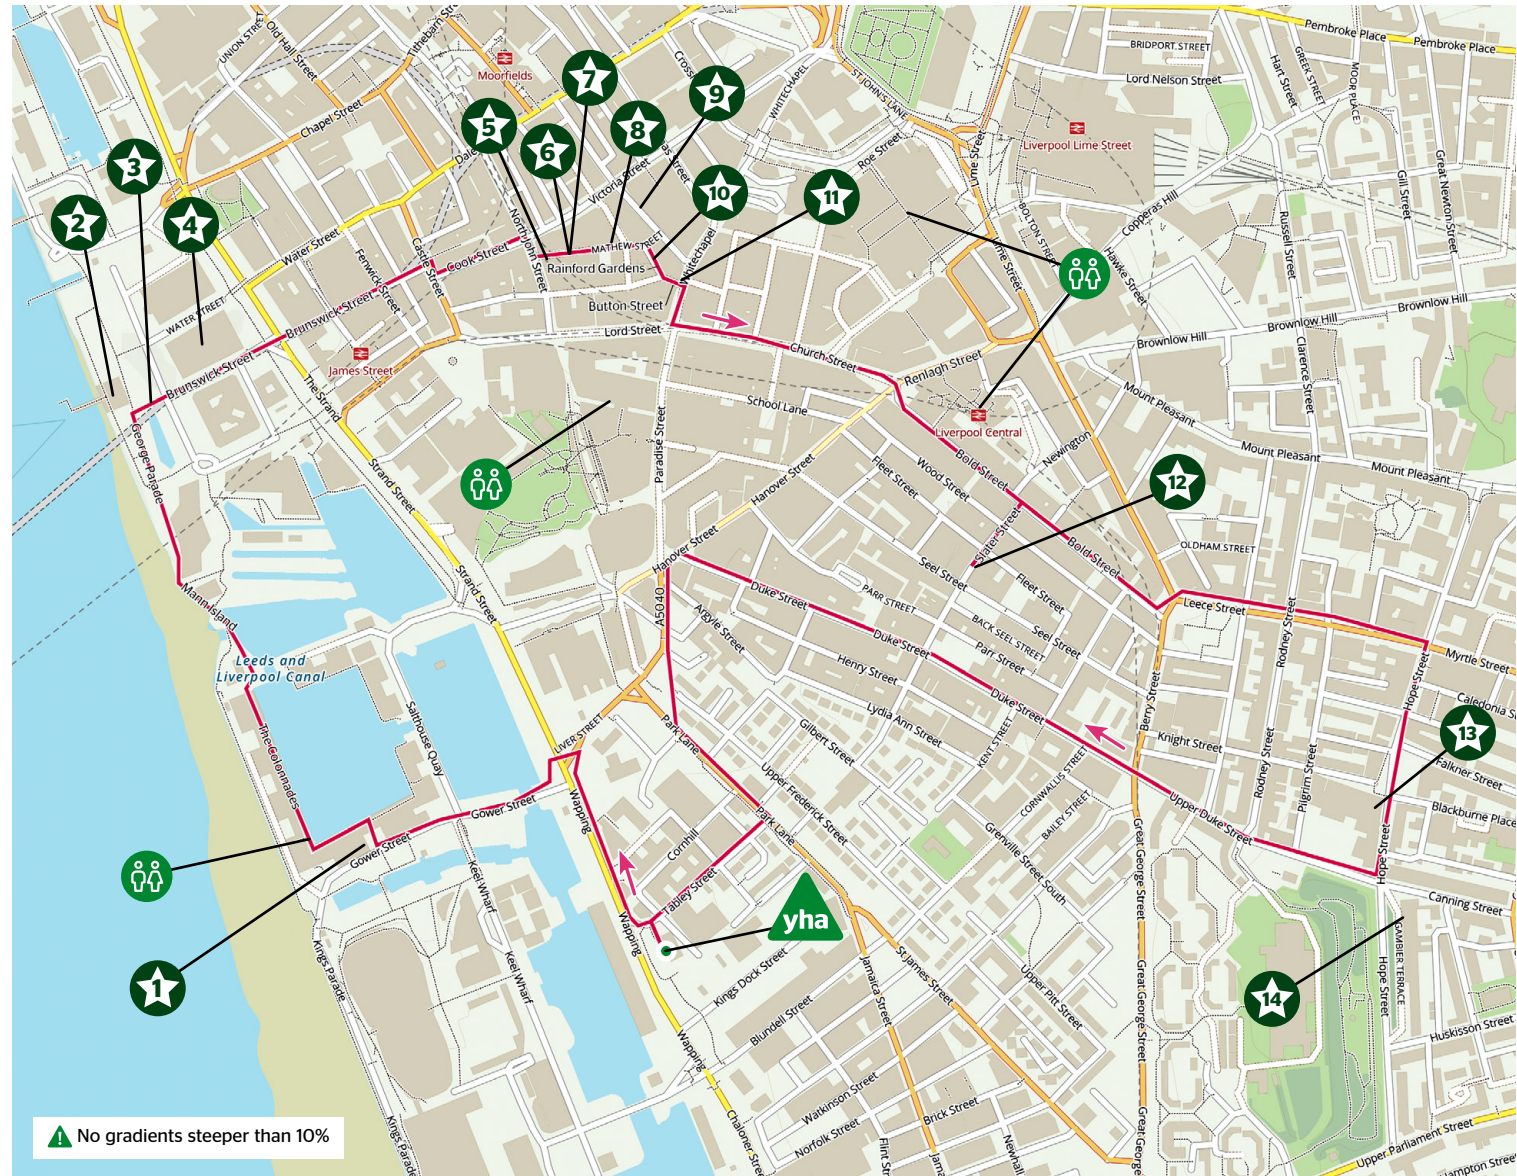 UNION STREET
Old Hall Street
Tithebarn Str
Moorfields
Chapel Street
Dale
Cross
WHITECHAPEL
ST JOHN'S LANE
Roe Street
Lime Street
Pembroke Place
Pembroke Place
BRIDPORT STREET
Lord Nelson Street
Hart Street
GREEK STREET
MOOR PLACE
Great Newton Street
Gill Street
Liverpool Lime Street
Copperas Hill
Russell Street
BOLTON STREET
Hawke Street
Lime Street
Brownlow Hill
Brownlow Hill
Brownlow Hill
Clarence Street
2
3
4
5
6
7
8
9
10
11
as Street
Victoria Street
MATHEW STREET
Rainford Gardens
Whitechapel
North John Street
Button Street
Lord Street
Cook Street
Castle Street
Fenwick Street
Water Street
WATER STREET
Brunswick Street
Brunswick Street
James Street
The Strand
George Parade
Church Street
School Lane
Renlagh Street
Liverpool Central
Mount Pleasant
Mount Pleasant
Mount Pleasant
Newington
Bold Street
Bold Street
Wood Street
Fleet Street
Slater Street
12
OLDHAM STREET
Paradise Street
Hanover Street
Hanover Street
Strand Street
Strand Street
Mann Island
Leeds and
Liverpool Canal
The Colonnades
Salthouse Quay
A5040
Argyle Street
Duke Street
Duke Street
Duke Street
Upper Duke Street
PARR STREET
Seel Street
Fleet Street
BACK SEEL STREET
Seel Street
Parr Street
Henry Street
Lydia Ann Street
Gilbert Street
KENT STREET
CORNWALLIS STREET
BAILEY STREET
Berry Street
Knight Street
Leece Street
Rodney Street
Rodney Street
Pilgrim Street
Myrtle Street
Caledonia S
Hope Street
13
Falkner Street
Blackburne Place
Hope Street
Canning Street
LIVER STREET
Park Lane
Park Lane
Upper Frederick Street
Grenville Street South
Gower Street
Gower Street
Wapping
Wapping
Wapping
Cornhill
Tabley Street
yha
1
Keel Wharf
Keel Wharf
Kings Parade
Kings Parade
Kings Dock Street
Blundell Street
Watkinson Street
Norfolk Street
Brick Street
Jamaica Street
Jama
St James Street
Upper Pitt Street
Great George Street
Great George Street
Great George
Flint St
Newhall
Chaloner Street
14
GAMBIER TERRACE
Hope Street
Huskisson Street
Upper Parliament Street
ampton Street
No gradients steeper than 10%